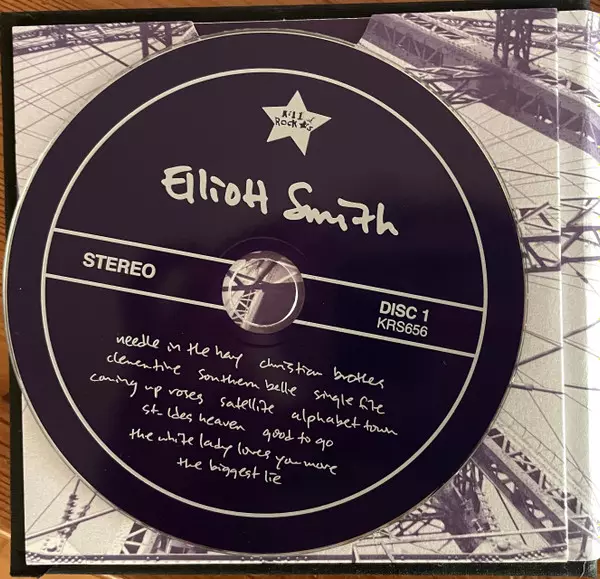 Kill
Rock ★s
Elliott Smith
STEREO
DISC 1
KRS656
needle in the hay christian brothers
clementine southern belle single file
coming up roses satellite alphabet town
st. ides heaven good to go
the white lady loves you more
the biggest lie